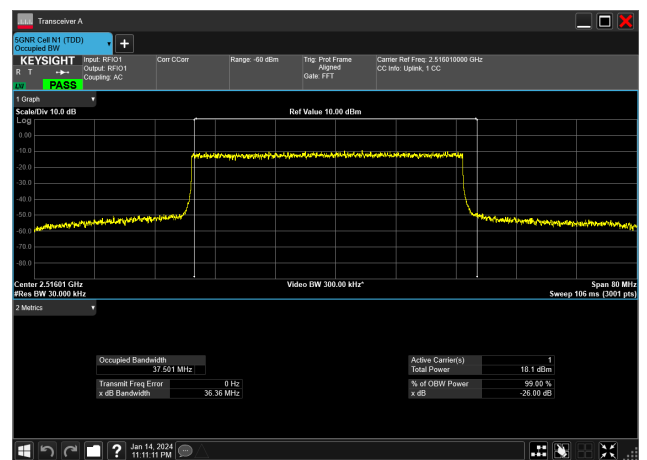 Transceiver A
5GNR Cell N1 (TDD)
Occupied BW
KEYSIGHT
R T
LV
PASS
Input: RFIO1
Output: RFIO1
Coupling: AC
Corr CCorr
Range: -60 dBm
Trig: Prot Frame
Aligned
Gate: FFT
Carrier Ref Freq: 2.516010000 GHz
CC Info: Uplink, 1 CC
1 Graph
Scale/Div 10.0 dB
Ref Value 10.00 dBm
Log
0.00
-10.0
-20.0
-30.0
-40.0
-50.0
-60.0
-70.0
-80.0
Center 2.51601 GHz
Video BW 300.00 kHz*
Span 80 MHz
#Res BW 30.000 kHz
Sweep 106 ms (3001 pts)
2 Metrics
Occupied Bandwidth
37.501 MHz
Transmit Freq Error 0 Hz
x dB Bandwidth 36.36 MHz
Active Carrier(s) 1
Total Power 18.1 dBm
% of OBW Power 99.00 %
x dB -26.00 dB
Jan 14, 2024
11:11:11 PM